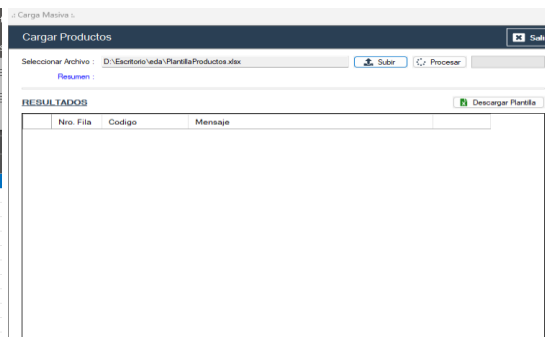 .: Carga Masiva :.
Cargar Productos
Seleccionar Archivo : D:\Escritorio\eda\PlantillaProductos.xlsx Subir Procesar
Resumen :
RESULTADOS Descargar Plantilla
Nro. Fila Codigo Mensaje